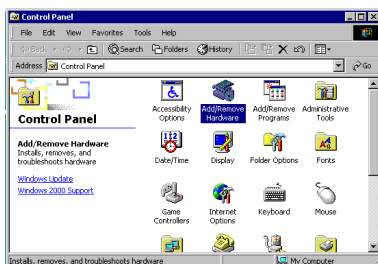 Control Panel
File Edit View Favorites Tools Help
Back Search Folders History
Address Control Panel Go
Control Panel
Add/Remove Hardware
Installs, removes, and troubleshoots hardware
Windows Update
Windows 2000 Support
Accessibility Options
Add/Remove Hardware
Add/Remove Programs
Administrative Tools
Date/Time
Display
Folder Options
Fonts
Game Controllers
Internet Options
Keyboard
Mouse
Installs, removes, and troubleshoots hardware My Computer